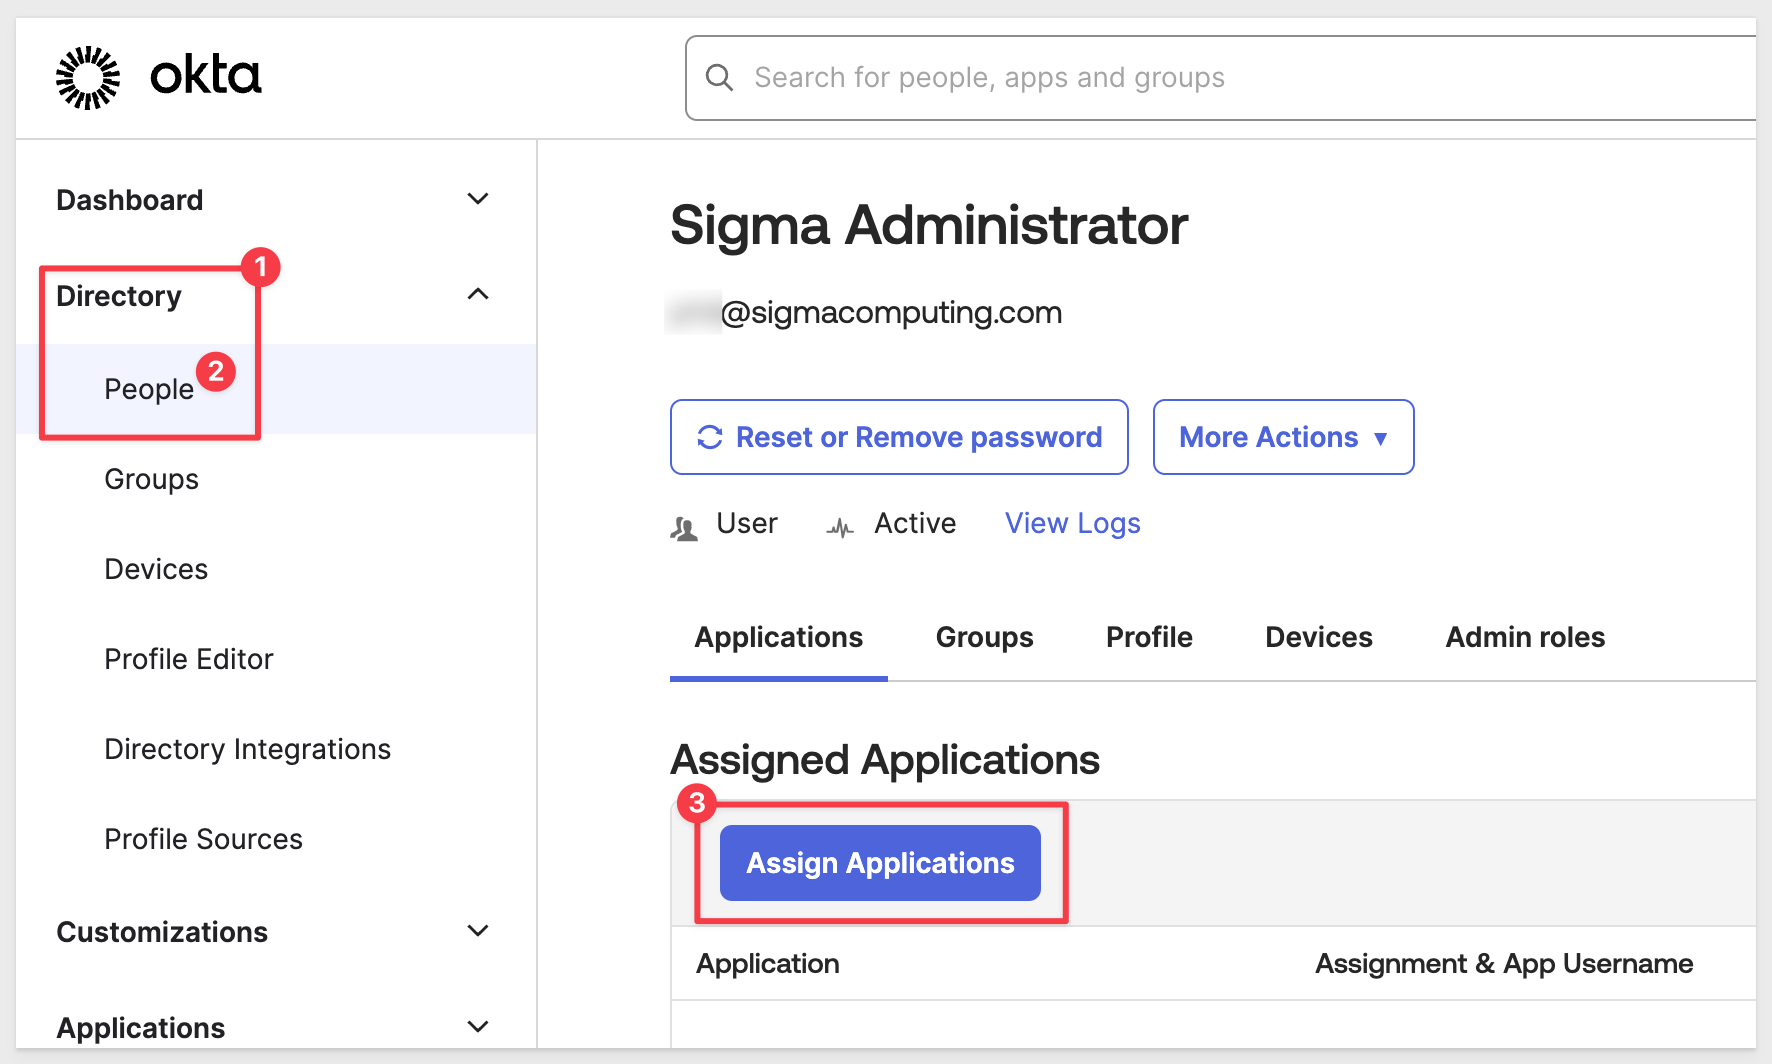 okta
Search for people, apps and groups
Dashboard
1
Directory
People 2
Groups
Devices
Profile Editor
Directory Integrations
Profile Sources
Customizations
Applications
Sigma Administrator
@sigmacomputing.com
Reset or Remove password
More Actions ▼
User Active View Logs
Applications Groups Profile Devices Admin roles
Assigned Applications
3
Assign Applications
Application Assignment & App Username